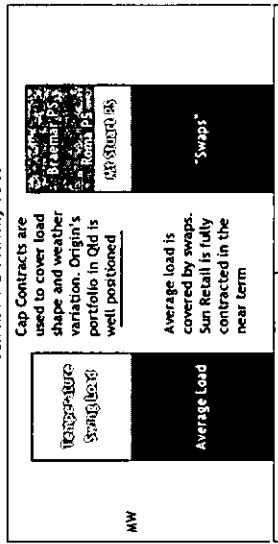 MW
Temperature
Swing Load
Average Load
Cap Contracts are
used to cover load
shape and weather
variation. Origin's
portfolio in Qld is
well positioned
Average load is
covered by swaps.
Sun Retail is fully
contracted in the
near term
Braemar PS
Roma PS
Mt Stuart PS
"Swaps"